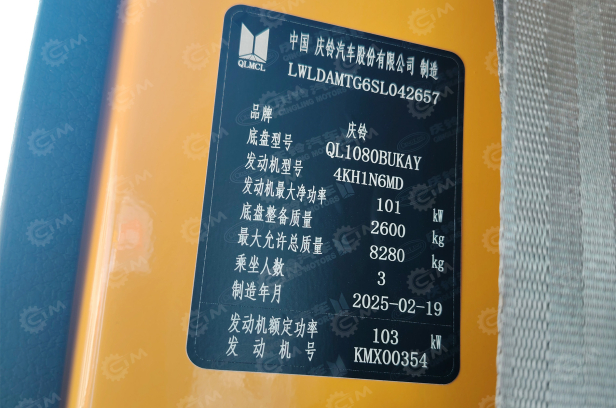 中国 庆铃汽车股份有限公司 制造
QLMCL
LWLDAMTG6SL042657
品牌 庆铃
底盘型号 QL1080BUKAY
发动机型号 4KH1N6MD
发动机最大净功率 101 kW
底盘整备质量 2600 kg
最大允许总质量 8280 kg
乘坐人数 3
制造年月 2025-02-19
发动机额定功率 103 kW
发动机号 KMX00354